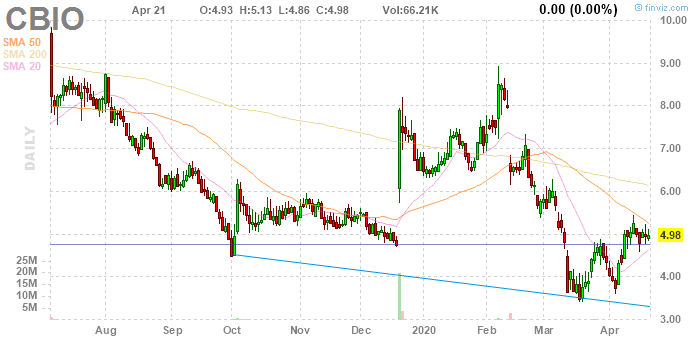 CBIO Apr 21 O:4.93 H:5.13 L:4.86 C:4.98 Vol:66.21K 0.00 (0.00%) © finviz.com
SMA 50
SMA 200
SMA 20
DAILY
10.00
9.00
8.00
7.00
6.00
4.98
4.00
3.00
25M
20M
15M
10M
5M
Aug Sep Oct Nov Dec 2020 Feb Mar Apr